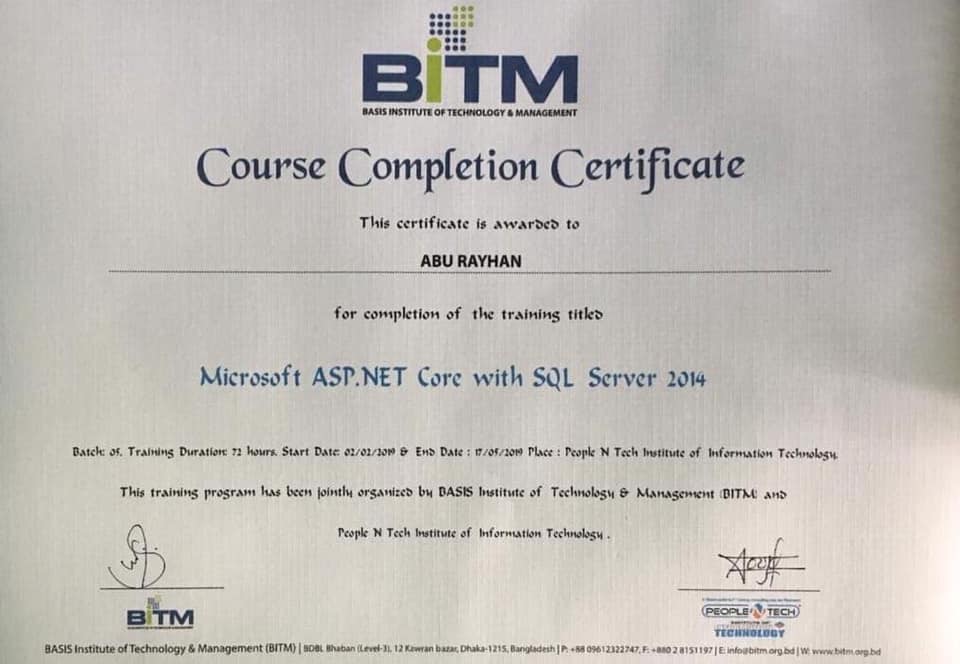 BiTM
BASIS INSTITUTE OF TECHNOLOGY & MANAGEMENT
Course Completion Certificate
This certificate is awarded to
ABU RAYHAN
for completion of the training titled
Microsoft ASP.NET Core with SQL Server 2014
Batch: 05. Training Duration: 72 hours. Start Date: 02/02/2019 & End Date : 17/05/2019 Place : People N Tech Institute of Information Technology.
This training program has been jointly organized by BASIS Institute of Technology & Management (BITM) and
People N Tech Institute of Information Technology .
BiTM
PEOPLE N TECH
TECHNOLOGY
BASIS Institute of Technology & Management (BITM) | BDBL Bhaban (Level-3), 12 Kawran bazar, Dhaka-1215, Bangladesh | P: +88 09612322747, F: +880 2 8151197 | E: info@bitm.org.bd | W: www.bitm.org.bd